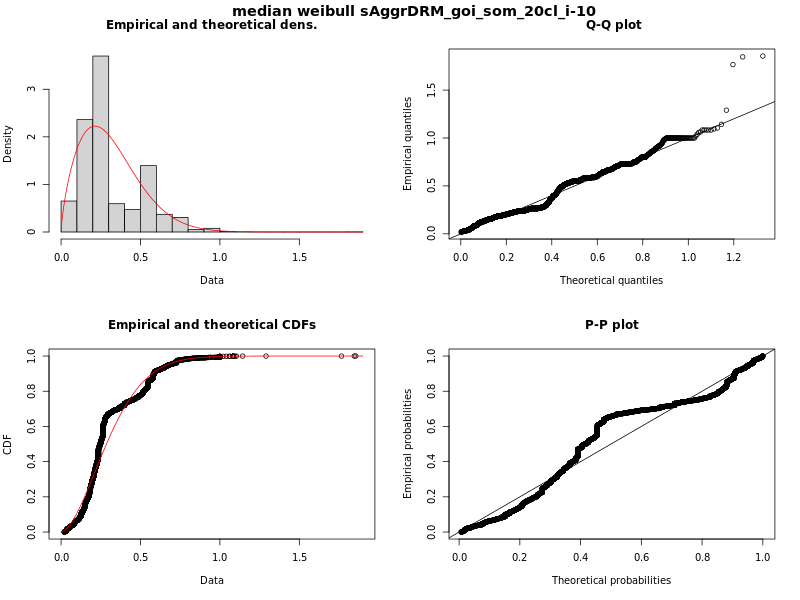 median weibull sAggrDRM_goi_som_20cl_i-10
Empirical and theoretical dens.
Density
0 1 2 3
0.0 0.5 1.0 1.5
Data
Q-Q plot
Empirical quantiles
0.0 0.5 1.0 1.5
0.0 0.2 0.4 0.6 0.8 1.0 1.2
Theoretical quantiles
Empirical and theoretical CDFs
CDF
0.0 0.2 0.4 0.6 0.8 1.0
0.0 0.5 1.0 1.5
Data
P-P plot
Empirical probabilities
0.0 0.2 0.4 0.6 0.8 1.0
0.0 0.2 0.4 0.6 0.8 1.0
Theoretical probabilities